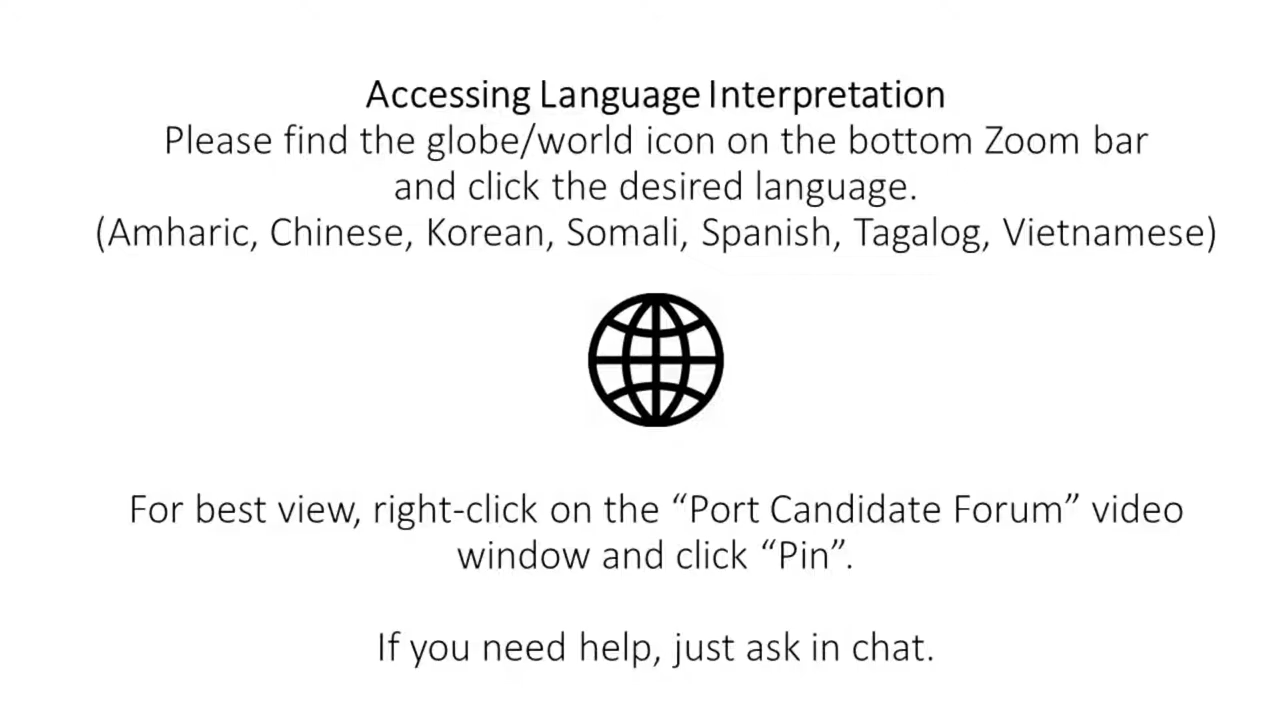 Accessing Language Interpretation
Please find the globe/world icon on the bottom Zoom bar
and click the desired language.
(Amharic, Chinese, Korean, Somali, Spanish, Tagalog, Vietnamese)
For best view, right-click on the “Port Candidate Forum” video
window and click “Pin”.
If you need help, just ask in chat.